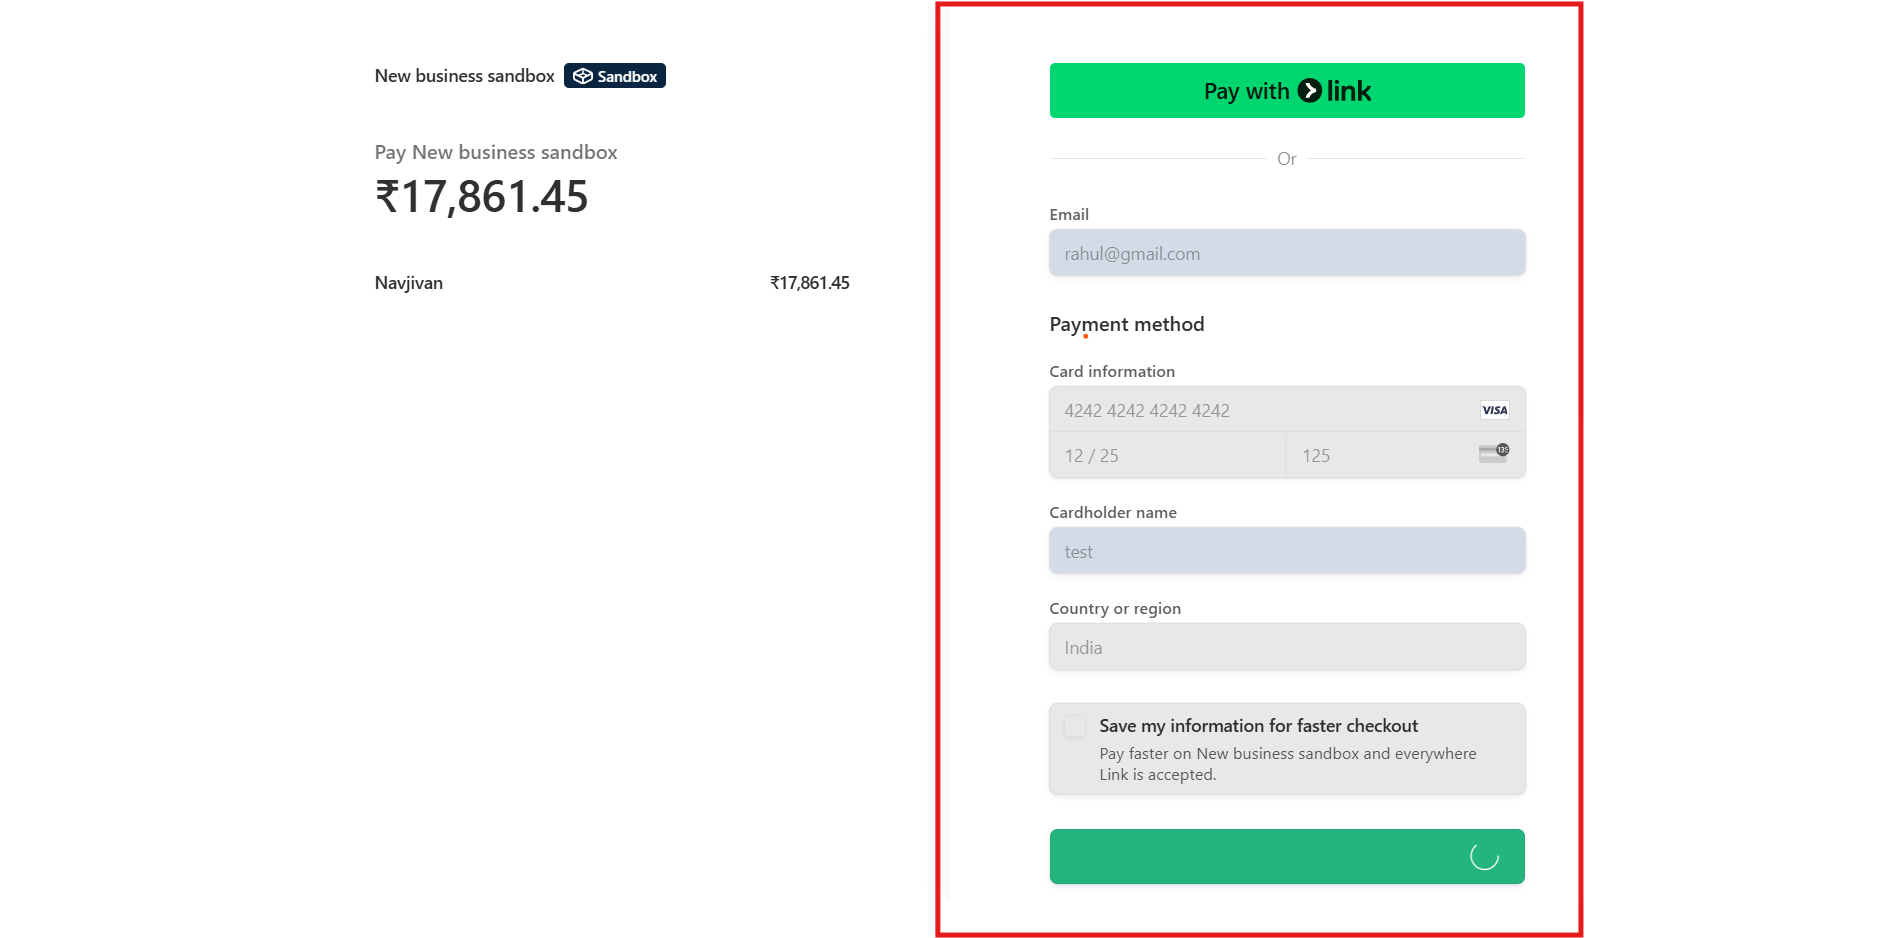 New business sandbox Sandbox
Pay New business sandbox
₹17,861.45
Navjivan ₹17,861.45
Pay with link
Or
Email
rahul@gmail.com
Payment method
Card information
4242 4242 4242 4242 VISA
12 / 25 125 135
Cardholder name
test
Country or region
India
Save my information for faster checkout
Pay faster on New business sandbox and everywhere
Link is accepted.